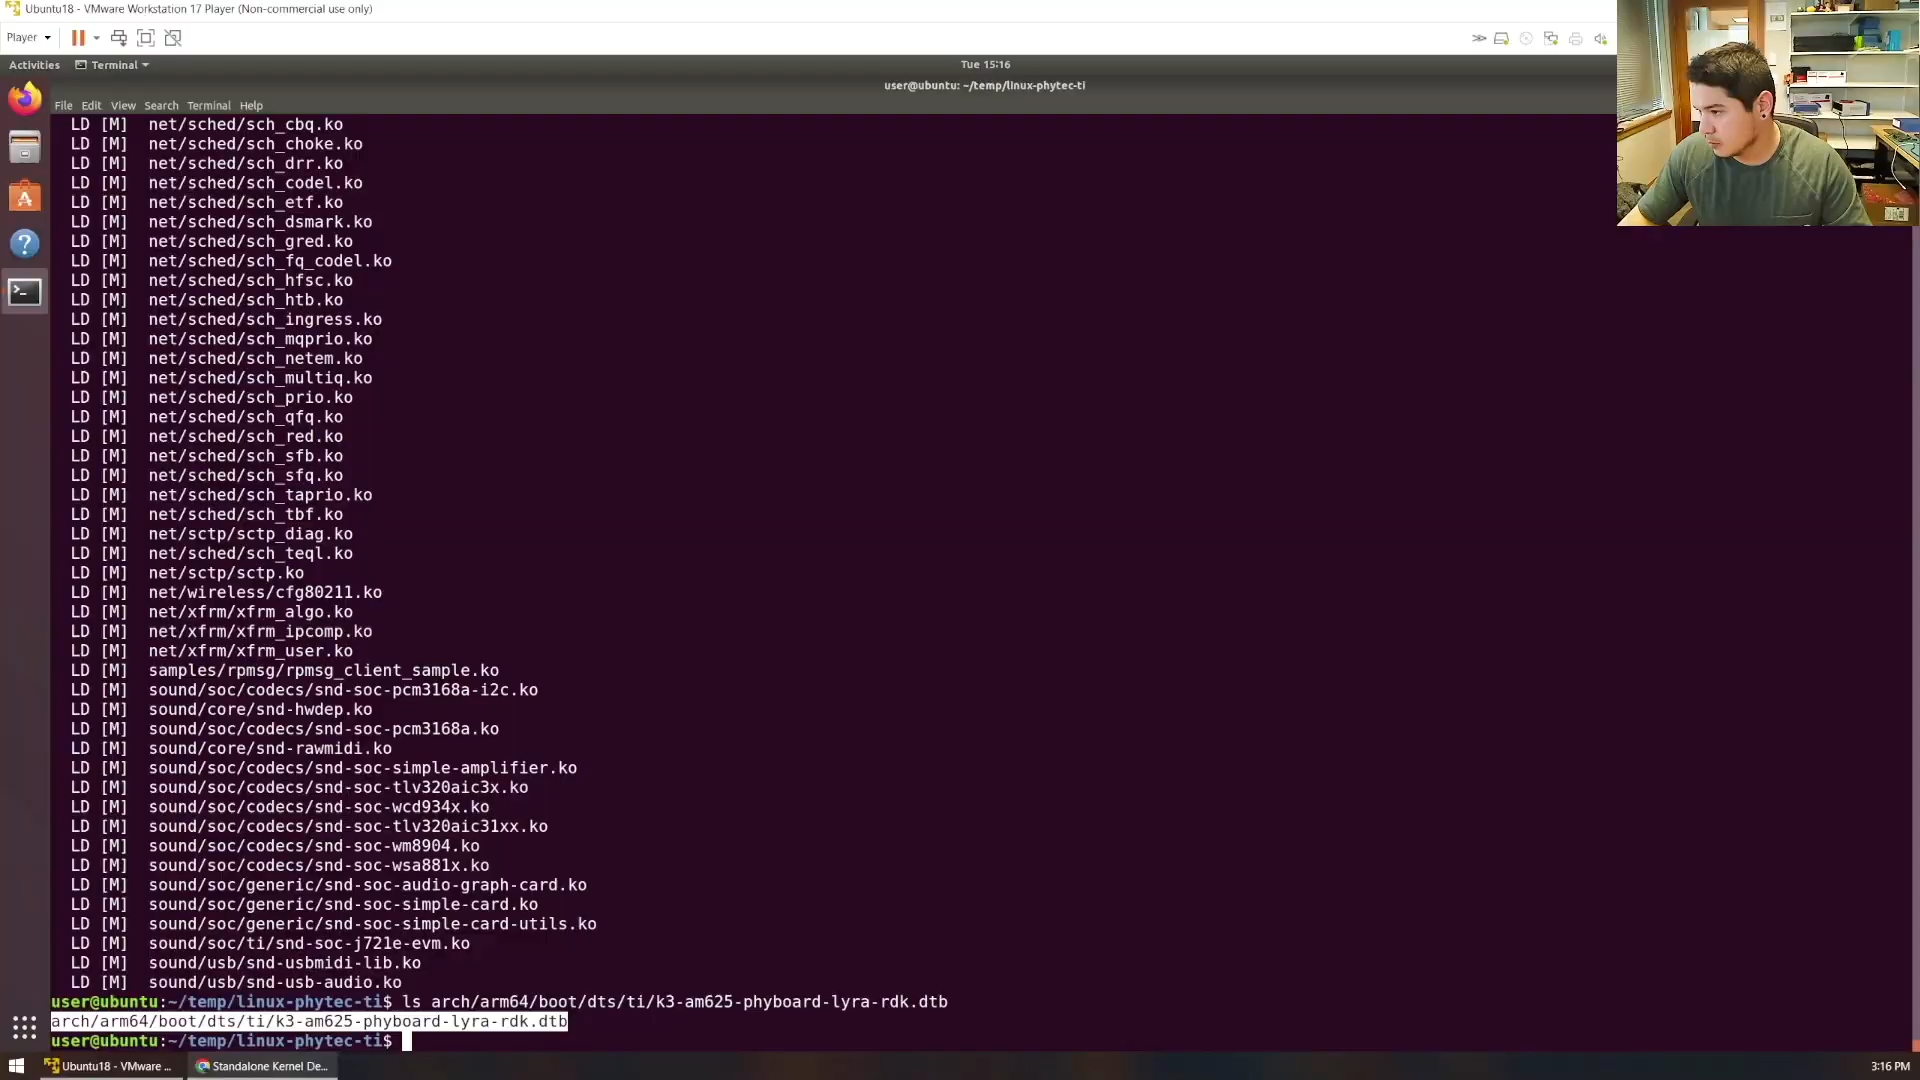 Ubuntu18 - VMware Workstation 17 Player (Non-commercial use only)
Player
Activities Terminal Tue 15:16
user@ubuntu: ~/temp/linux-phytec-ti
File Edit View Search Terminal Help
LD [M] net/sched/sch_cbq.ko
LD [M] net/sched/sch_choke.ko
LD [M] net/sched/sch_drr.ko
LD [M] net/sched/sch_codel.ko
LD [M] net/sched/sch_etf.ko
LD [M] net/sched/sch_dsmark.ko
LD [M] net/sched/sch_gred.ko
LD [M] net/sched/sch_fq_codel.ko
LD [M] net/sched/sch_hfsc.ko
LD [M] net/sched/sch_htb.ko
LD [M] net/sched/sch_ingress.ko
LD [M] net/sched/sch_mqprio.ko
LD [M] net/sched/sch_netem.ko
LD [M] net/sched/sch_multiq.ko
LD [M] net/sched/sch_prio.ko
LD [M] net/sched/sch_qfq.ko
LD [M] net/sched/sch_red.ko
LD [M] net/sched/sch_sfb.ko
LD [M] net/sched/sch_sfq.ko
LD [M] net/sched/sch_taprio.ko
LD [M] net/sched/sch_tbf.ko
LD [M] net/sctp/sctp_diag.ko
LD [M] net/sched/sch_teql.ko
LD [M] net/sctp/sctp.ko
LD [M] net/wireless/cfg80211.ko
LD [M] net/xfrm/xfrm_algo.ko
LD [M] net/xfrm/xfrm_ipcomp.ko
LD [M] net/xfrm/xfrm_user.ko
LD [M] samples/rpmsg/rpmsg_client_sample.ko
LD [M] sound/soc/codecs/snd-soc-pcm3168a-i2c.ko
LD [M] sound/core/snd-hwdep.ko
LD [M] sound/soc/codecs/snd-soc-pcm3168a.ko
LD [M] sound/core/snd-rawmidi.ko
LD [M] sound/soc/codecs/snd-soc-simple-amplifier.ko
LD [M] sound/soc/codecs/snd-soc-tlv320aic3x.ko
LD [M] sound/soc/codecs/snd-soc-wcd934x.ko
LD [M] sound/soc/codecs/snd-soc-tlv320aic31xx.ko
LD [M] sound/soc/codecs/snd-soc-wm8904.ko
LD [M] sound/soc/codecs/snd-soc-wsa881x.ko
LD [M] sound/soc/generic/snd-soc-audio-graph-card.ko
LD [M] sound/soc/generic/snd-soc-simple-card.ko
LD [M] sound/soc/generic/snd-soc-simple-card-utils.ko
LD [M] sound/soc/ti/snd-soc-j721e-evm.ko
LD [M] sound/usb/snd-usbmidi-lib.ko
LD [M] sound/usb/snd-usb-audio.ko
user@ubuntu:~/temp/linux-phytec-ti$ ls arch/arm64/boot/dts/ti/k3-am625-phyboard-lyra-rdk.dtb
arch/arm64/boot/dts/ti/k3-am625-phyboard-lyra-rdk.dtb
user@ubuntu:~/temp/linux-phytec-ti$
Ubuntu18 - VMware ... Standalone Kernel De... 3:16 PM